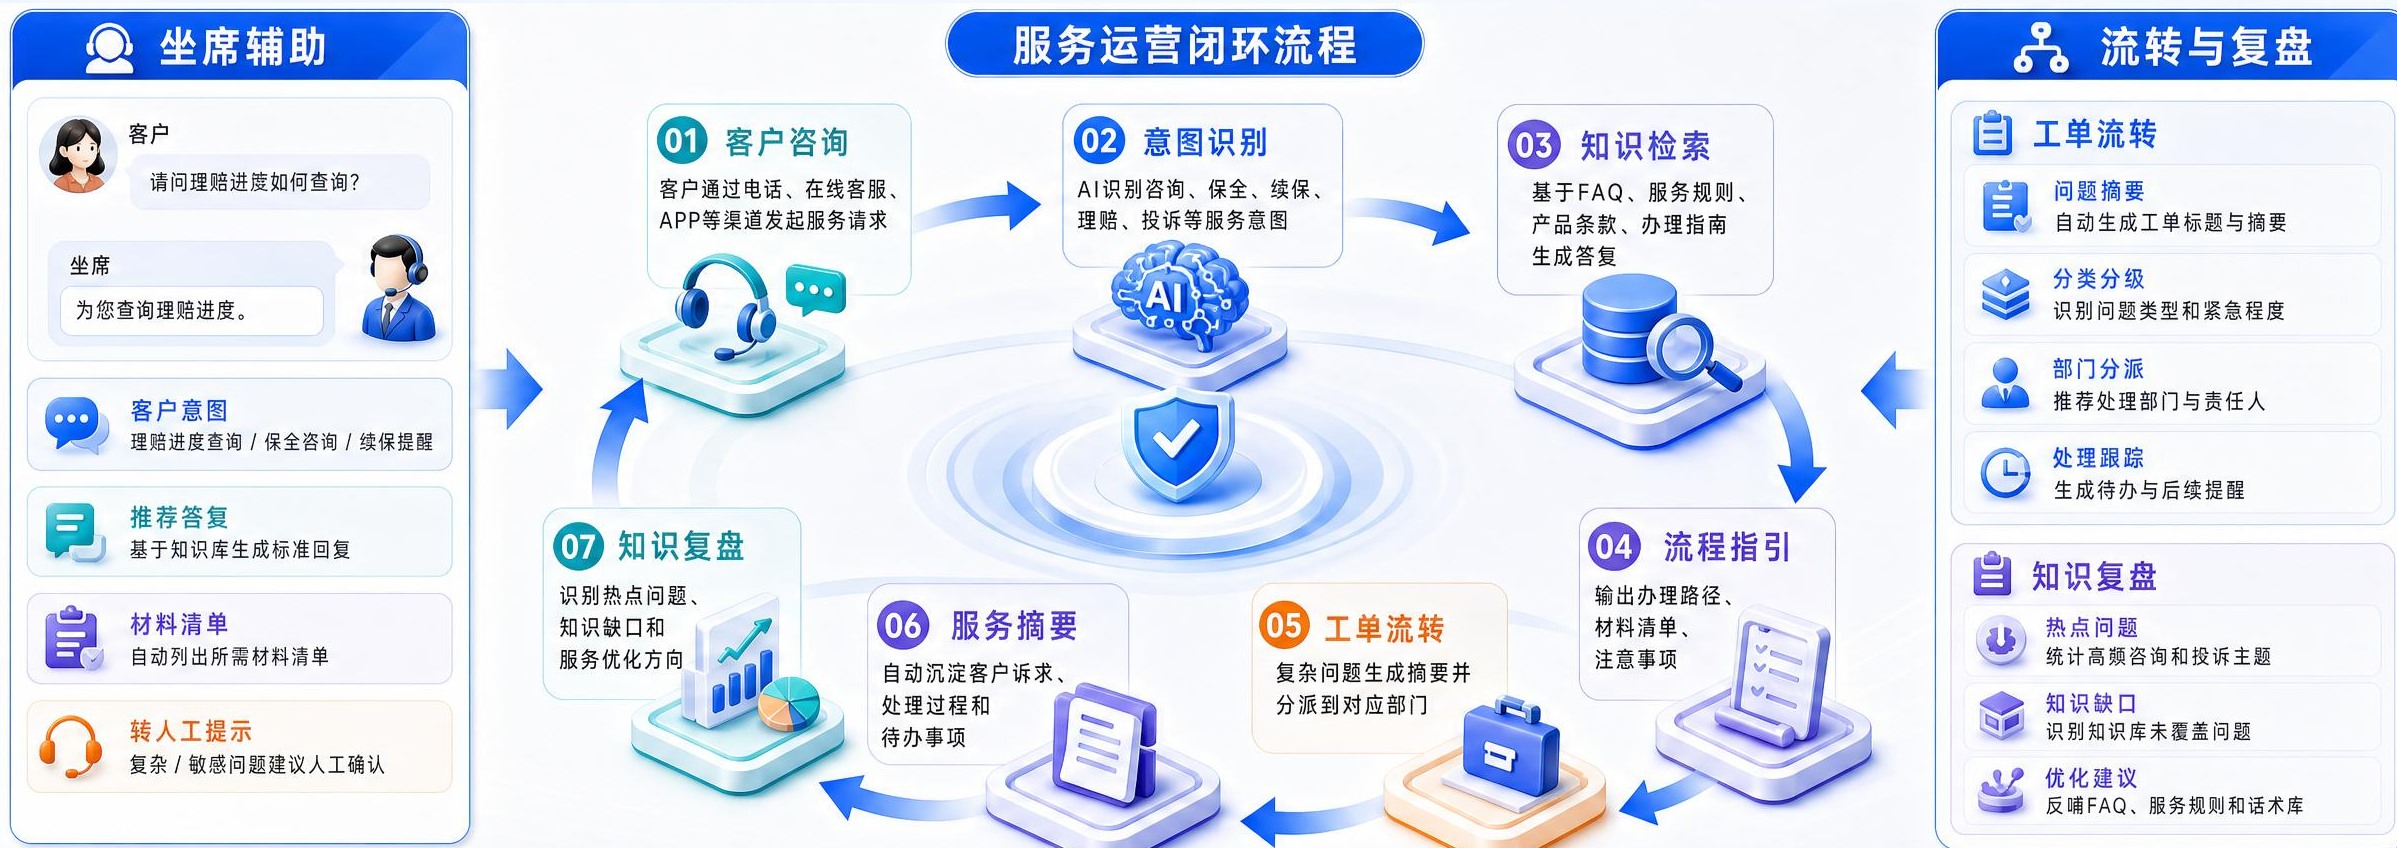 坐席辅助
客户
请问理赔进度如何查询?
坐席
为您查询理赔进度。
客户意图
理赔进度查询 / 保全咨询 / 续保提醒
推荐答复
基于知识库生成标准回复
材料清单
自动列出所需材料清单
转人工提示
复杂 / 敏感问题建议人工确认
服务运营闭环流程
01 客户咨询
客户通过电话、在线客服、
APP等渠道发起服务请求
02 意图识别
AI识别咨询、保全、续保、
理赔、投诉等服务意图
AI
03 知识检索
基于FAQ、服务规则、
产品条款、办理指南
生成答复
04 流程指引
输出办理路径、
材料清单、
注意事项
05 工单流转
复杂问题生成摘要并
分派到对应部门
06 服务摘要
自动沉淀客户诉求、
处理过程和
待办事项
07 知识复盘
识别热点问题、
知识缺口和
服务优化方向
流转与复盘
工单流转
问题摘要
自动生成工单标题与摘要
分类分级
识别问题类型和紧急程度
部门分派
推荐处理部门与责任人
处理跟踪
生成待办与后续提醒
知识复盘
热点问题
统计高频咨询和投诉主题
知识缺口
识别知识库未覆盖问题
优化建议
反哺FAQ、服务规则和话术库